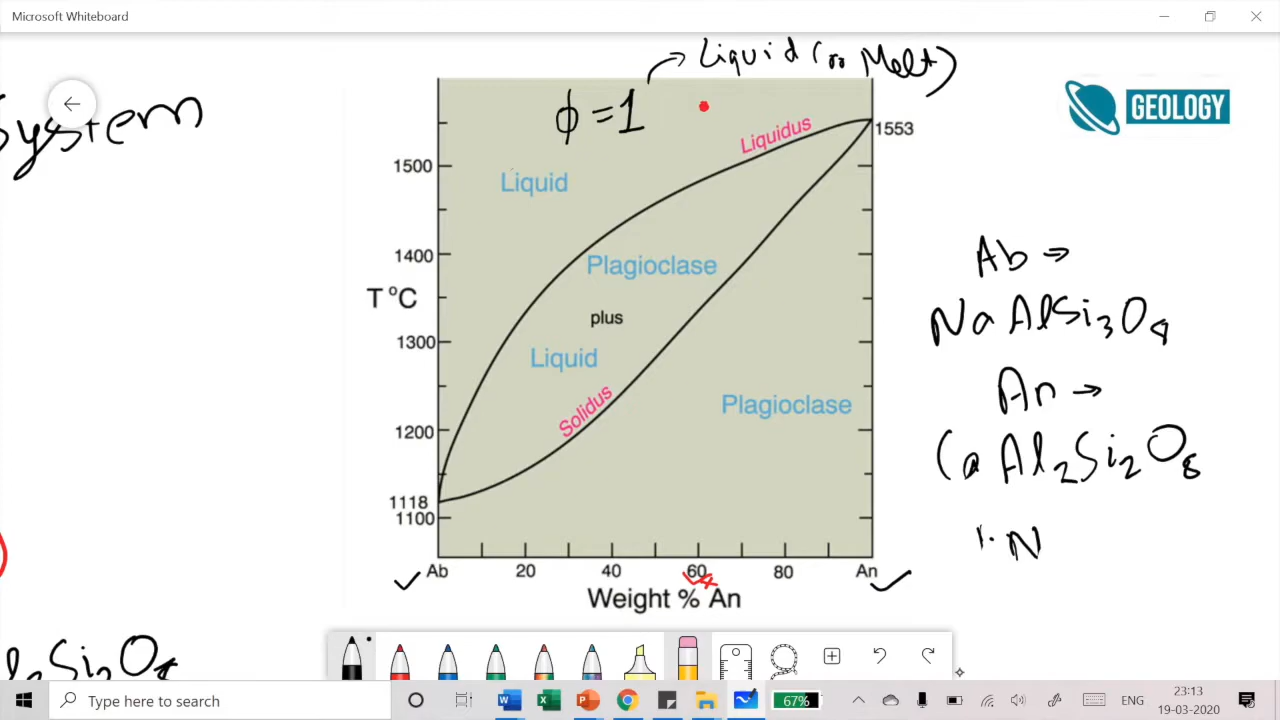 Microsoft Whiteboard
System
→ Liquid (or Melt)
φ = 1
GEOLOGY
Liquidus
1553
1500
Liquid
1400
Plagioclase
T °C
plus
1300
Liquid
Solidus
Plagioclase
1200
1118
1100
Ab 20 40 60 80 An
Weight % An
Ab →
NaAlSi3O8
An →
CaAl2Si2O8
N
Si2O8
Type here to search
67%
ENG
23:13
19-03-2020